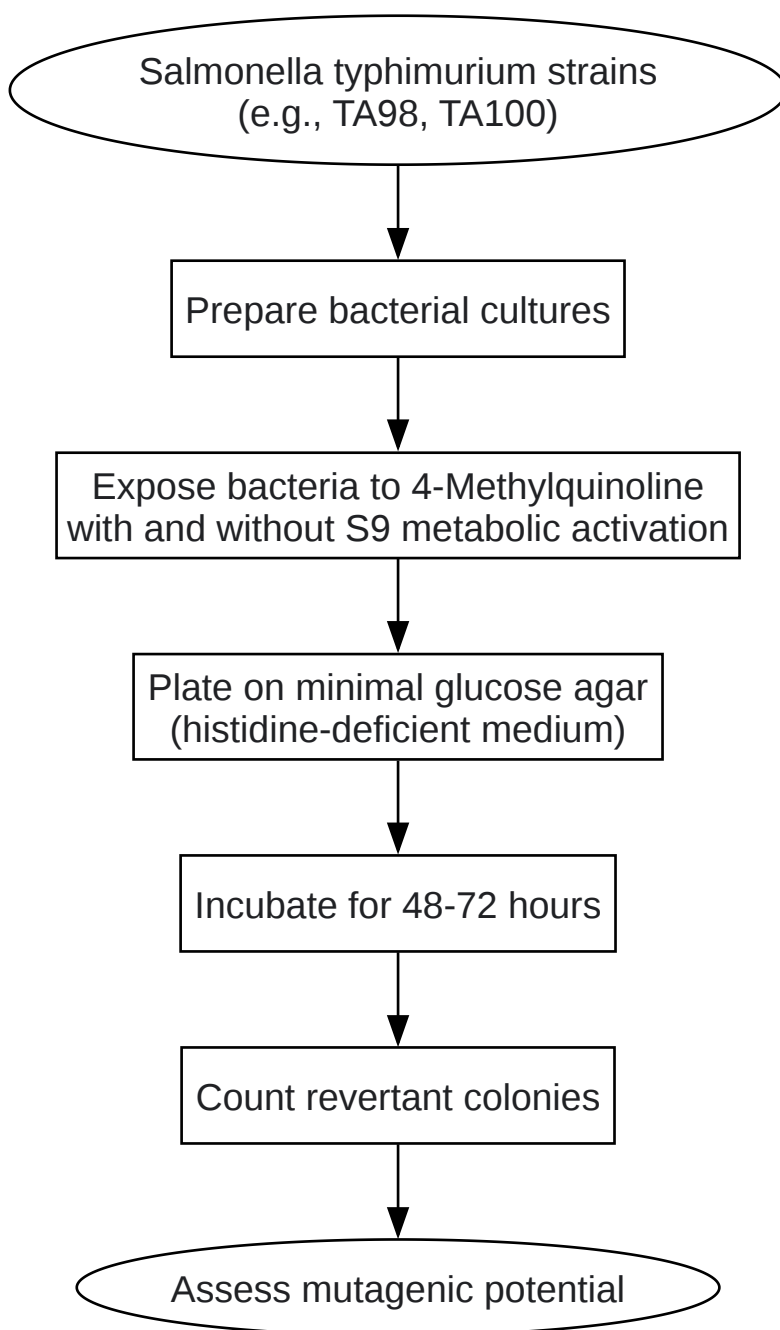 Salmonella typhimurium strains
(e.g., TA98, TA100)
Prepare bacterial cultures
Expose bacteria to 4-Methylquinoline
with and without S9 metabolic activation
Plate on minimal glucose agar
(histidine-deficient medium)
Incubate for 48-72 hours
Count revertant colonies
Assess mutagenic potential